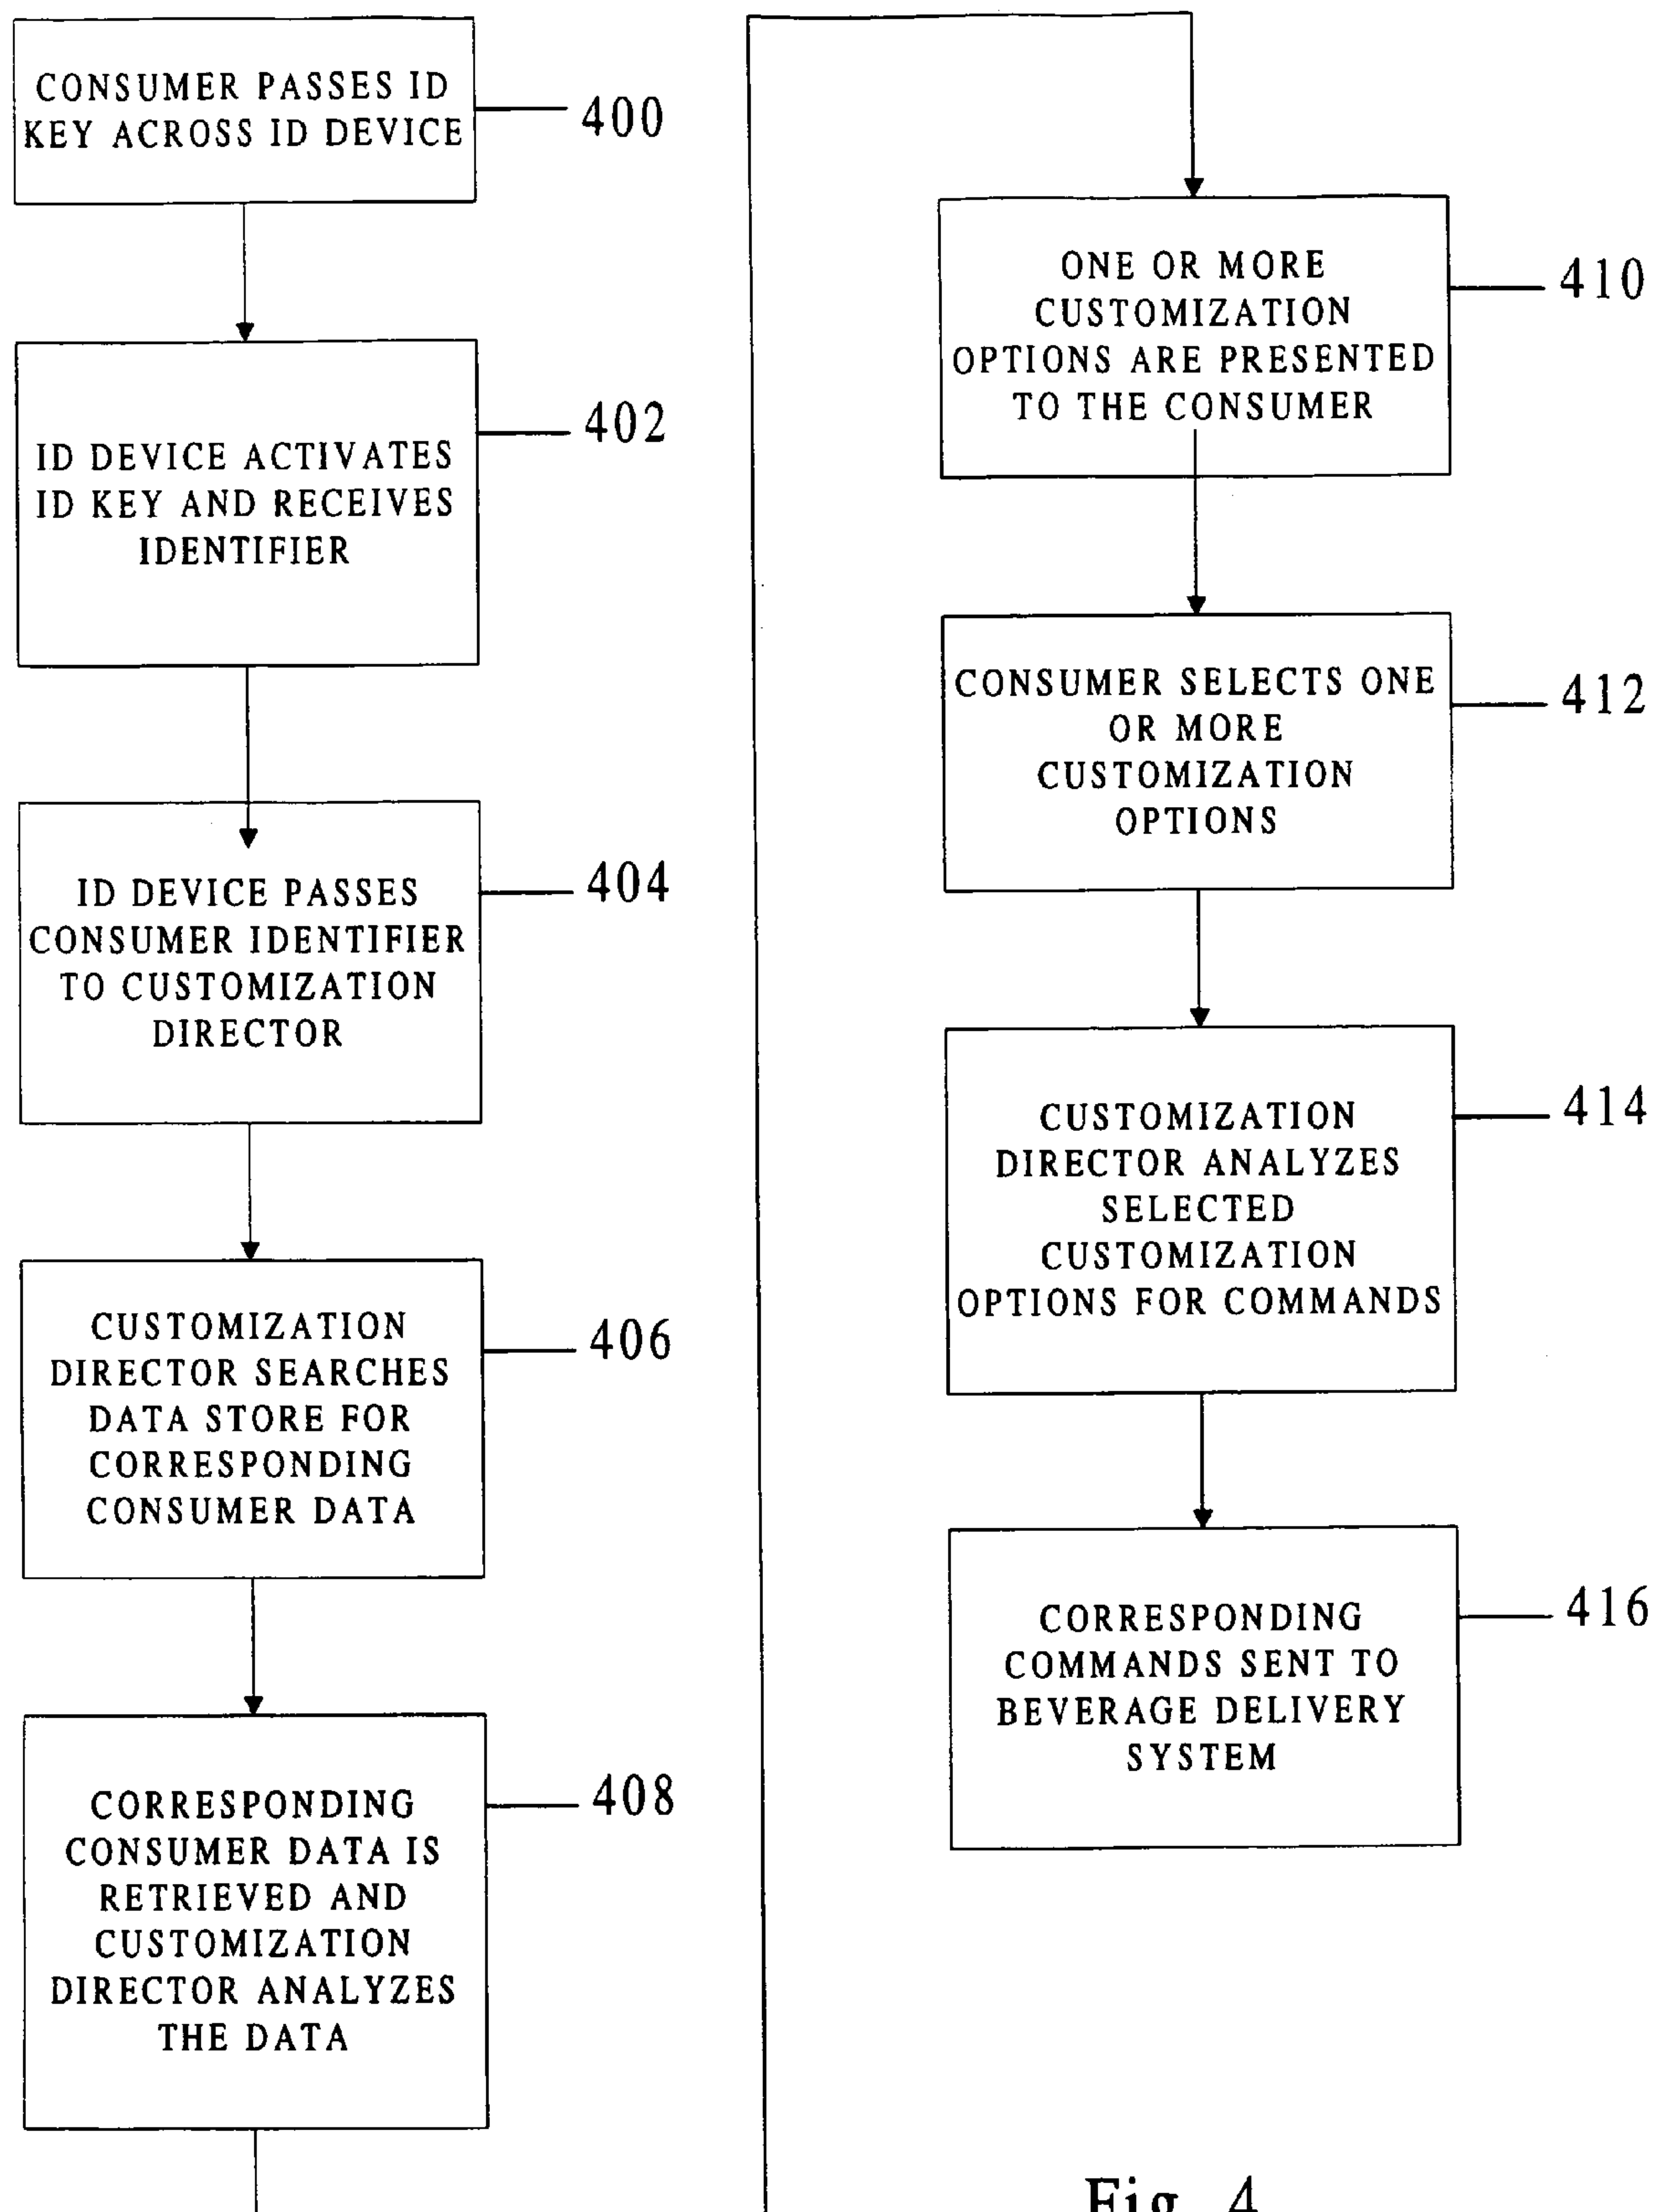 CONSUMER PASSES ID
KEY ACROSS ID DEVICE
400
ID DEVICE ACTIVATES
ID KEY AND RECEIVES
IDENTIFIER
402
ID DEVICE PASSES
CONSUMER IDENTIFIER
TO CUSTOMIZATION
DIRECTOR
404
CUSTOMIZATION
DIRECTOR SEARCHES
DATA STORE FOR
CORRESPONDING
CONSUMER DATA
406
CORRESPONDING
CONSUMER DATA IS
RETRIEVED AND
CUSTOMIZATION
DIRECTOR ANALYZES
THE DATA
408
ONE OR MORE
CUSTOMIZATION
OPTIONS ARE PRESENTED
TO THE CONSUMER
410
CONSUMER SELECTS ONE
OR MORE
CUSTOMIZATION
OPTIONS
412
CUSTOMIZATION
DIRECTOR ANALYZES
SELECTED
CUSTOMIZATION
OPTIONS FOR COMMANDS
414
CORRESPONDING
COMMANDS SENT TO
BEVERAGE DELIVERY
SYSTEM
416
Fig. 4